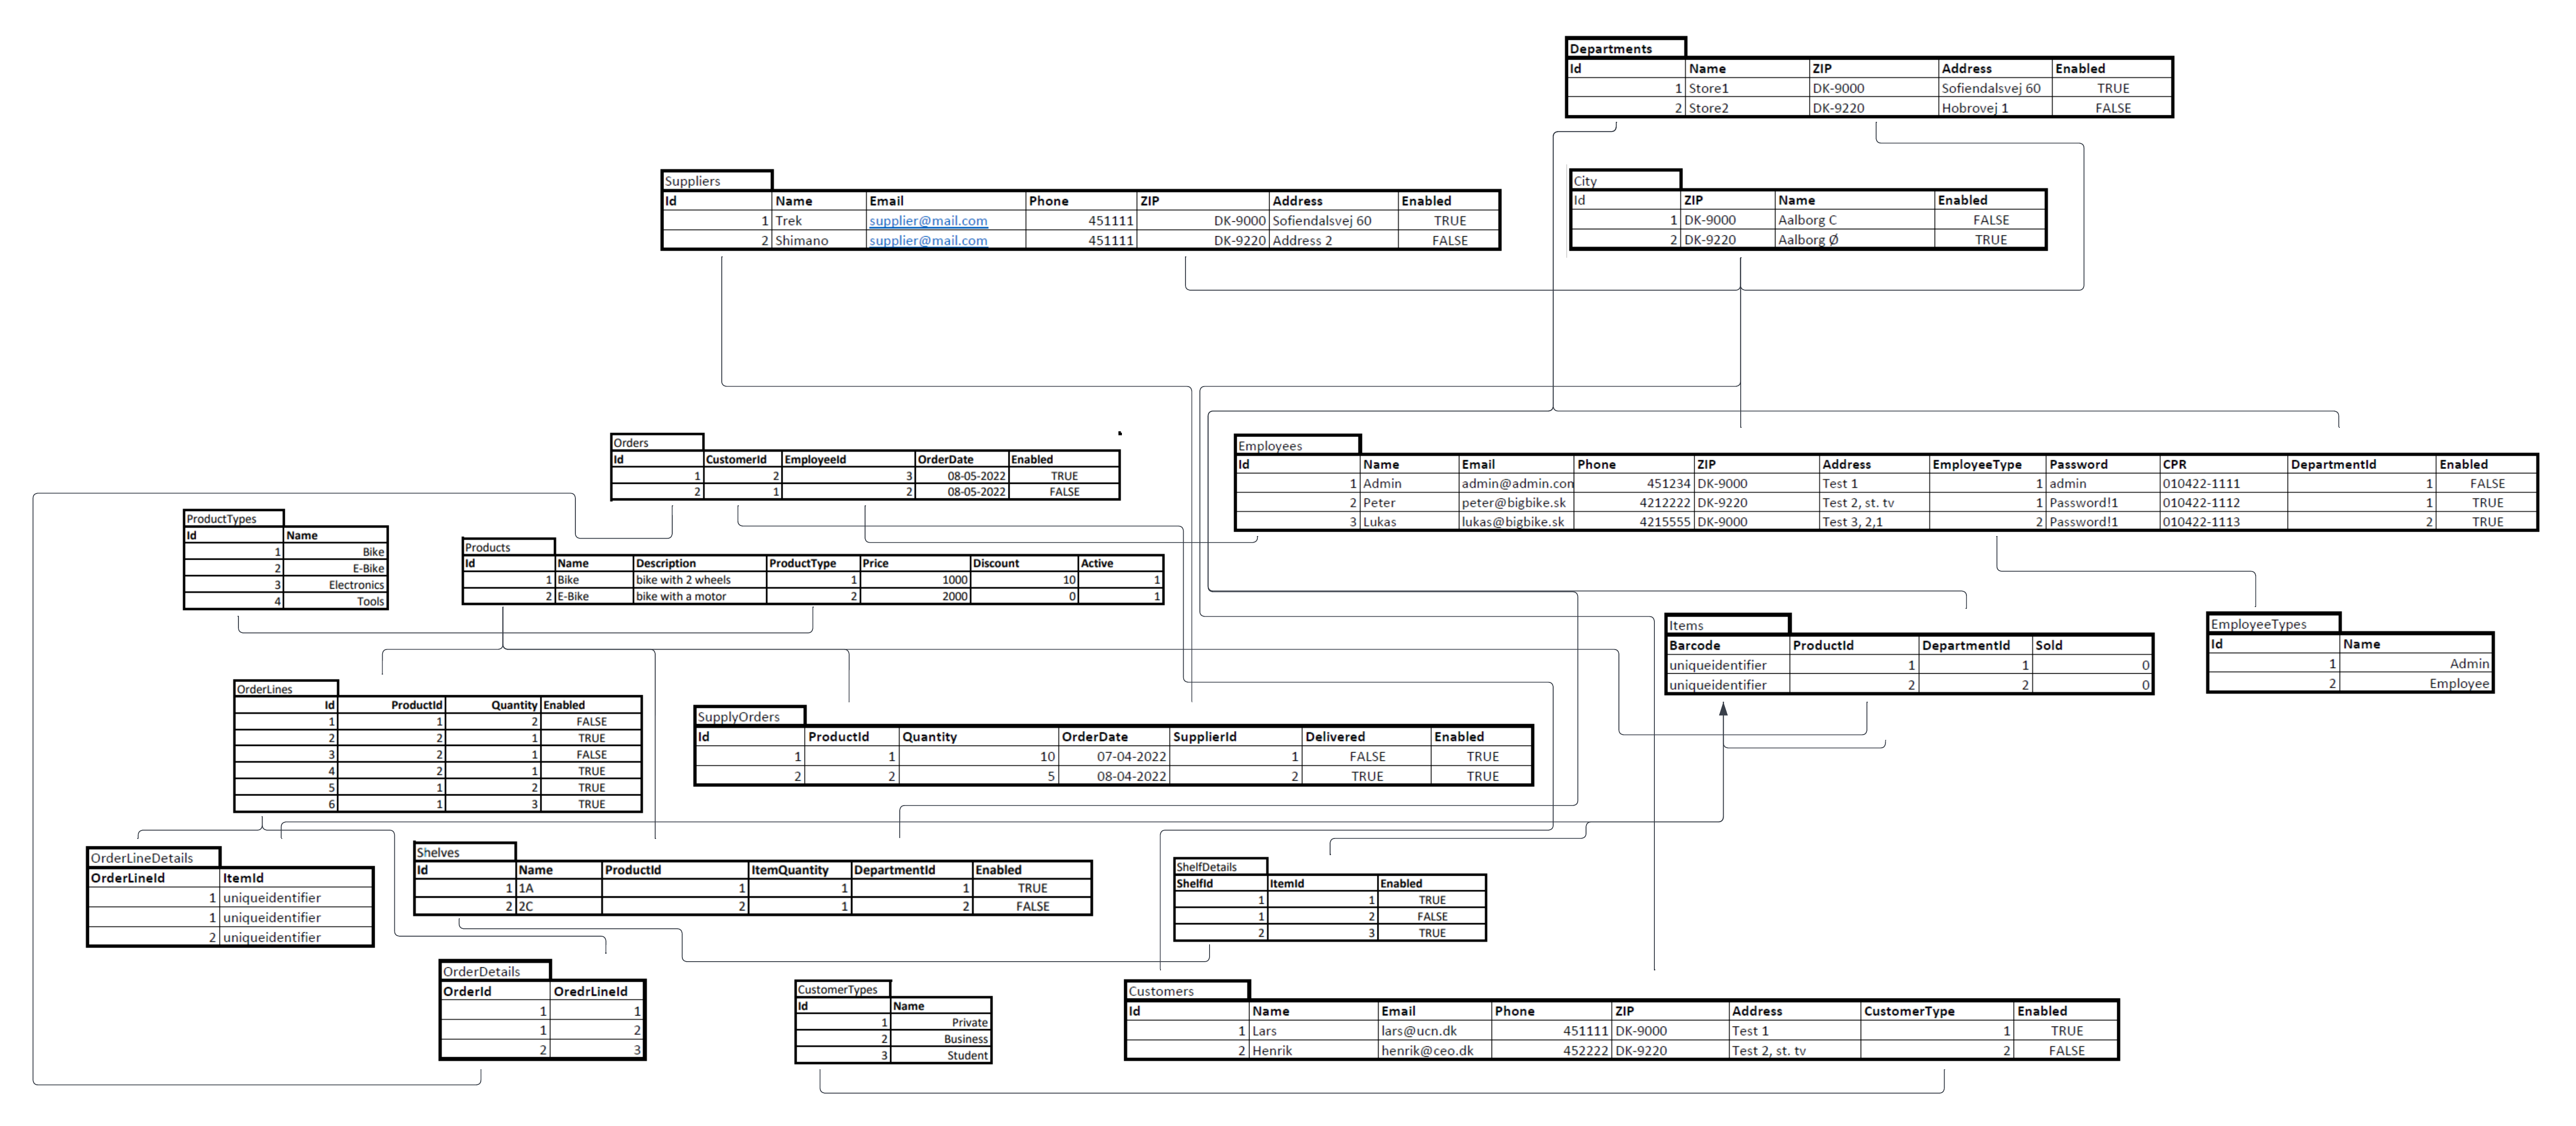 Departments
Id Name ZIP Address Enabled
1 Store1 DK-9000 Sofiendalsvej 60 TRUE
2 Store2 DK-9220 Hobrovej 1 FALSE
Suppliers
Id Name Email Phone ZIP Address Enabled
1 Trek supplier@mail.com 451111 DK-9000 Sofiendalsvej 60 TRUE
2 Shimano supplier@mail.com 451111 DK-9220 Address 2 FALSE
City
Id ZIP Name Enabled
1 DK-9000 Aalborg C FALSE
2 DK-9220 Aalborg Ø TRUE
Orders
Id CustomerId EmployeeId OrderDate Enabled
1 2 3 08-05-2022 TRUE
2 1 2 08-05-2022 FALSE
Employees
Id Name Email Phone ZIP Address EmployeeType Password CPR DepartmentId Enabled
1 Admin admin@admin.con 451234 DK-9000 Test 1 1 admin 010422-1111 1 FALSE
2 Peter peter@bigbike.sk 4212222 DK-9220 Test 2, st. tv 1 Password!1 010422-1112 1 TRUE
3 Lukas lukas@bigbike.sk 4215555 DK-9000 Test 3, 2,1 2 Password!1 010422-1113 2 TRUE
ProductTypes
Id Name
1 Bike
2 E-Bike
3 Electronics
4 Tools
Products
Id Name Description ProductType Price Discount Active
1 Bike bike with 2 wheels 1 1000 10 1
2 E-Bike bike with a motor 2 2000 0 1
Items
Barcode ProductId DepartmentId Sold
uniqueidentifier 1 1 0
uniqueidentifier 2 2 0
EmployeeTypes
Id Name
1 Admin
2 Employee
OrderLines
Id ProductId Quantity Enabled
1 1 2 FALSE
2 2 1 TRUE
3 2 1 FALSE
4 2 1 TRUE
5 1 2 TRUE
6 1 3 TRUE
SupplyOrders
Id ProductId Quantity OrderDate SupplierId Delivered Enabled
1 1 10 07-04-2022 1 FALSE TRUE
2 2 5 08-04-2022 2 TRUE TRUE
OrderLineDetails
OrderLineId ItemId
1 uniqueidentifier
1 uniqueidentifier
2 uniqueidentifier
Shelves
Id Name ProductId ItemQuantity DepartmentId Enabled
1 1A 1 1 1 TRUE
2 2C 2 1 2 FALSE
ShelfDetails
ShelfId ItemId Enabled
1 1 TRUE
1 2 FALSE
2 3 TRUE
OrderDetails
OrderId OredrLineId
1 1
1 2
2 3
CustomerTypes
Id Name
1 Private
2 Business
3 Student
Customers
Id Name Email Phone ZIP Address CustomerType Enabled
1 Lars lars@ucn.dk 451111 DK-9000 Test 1 1 TRUE
2 Henrik henrik@ceo.dk 452222 DK-9220 Test 2, st. tv 2 FALSE